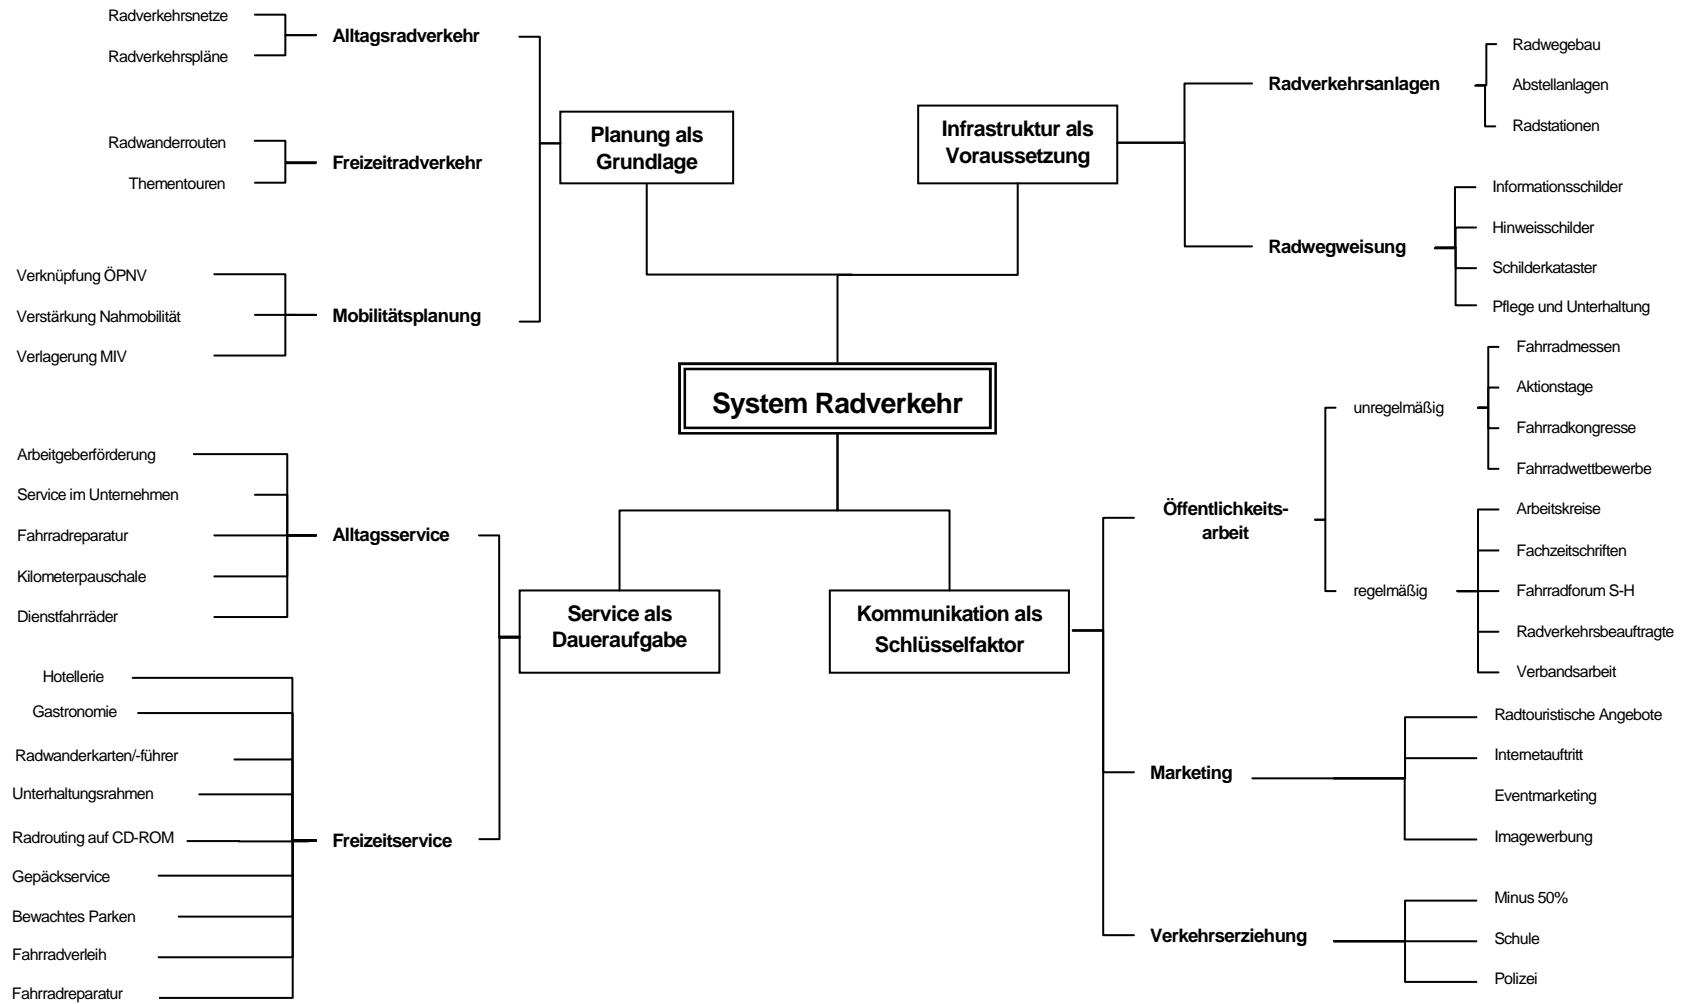 System Radverkehr
Planung als
Grundlage
Alltagsradverkehr
Radverkehrsnetze
Radverkehrspläne
Freizeitradverkehr
Radwanderrouten
Thementouren
Mobilitätsplanung
Verknüpfung ÖPNV
Verstärkung Nahmobilität
Verlagerung MIV
Infrastruktur als
Voraussetzung
Radverkehrsanlagen
Radwegebau
Abstellanlagen
Radstationen
Radwegweisung
Informationsschilder
Hinweisschilder
Schilderkataster
Pflege und Unterhaltung
Service als
Daueraufgabe
Alltagsservice
Arbeitgeberförderung
Service im Unternehmen
Fahrradreparatur
Kilometerpauschale
Dienstfahrräder
Freizeitservice
Hotellerie
Gastronomie
Radwanderkarten/-führer
Unterhaltungsrahmen
Radrouting auf CD-ROM
Gepäckservice
Bewachtes Parken
Fahrradverleih
Fahrradreparatur
Kommunikation als
Schlüsselfaktor
Öffentlichkeits-
arbeit
unregelmäßig
Fahrradmessen
Aktionstage
Fahrradkongresse
Fahrradwettbewerbe
regelmäßig
Arbeitskreise
Fachzeitschriften
Fahrradforum S-H
Radverkehrsbeauftragte
Verbandsarbeit
Marketing
Radtouristische Angebote
Internetauftritt
Eventmarketing
Imagewerbung
Verkehrserziehung
Minus 50%
Schule
Polizei